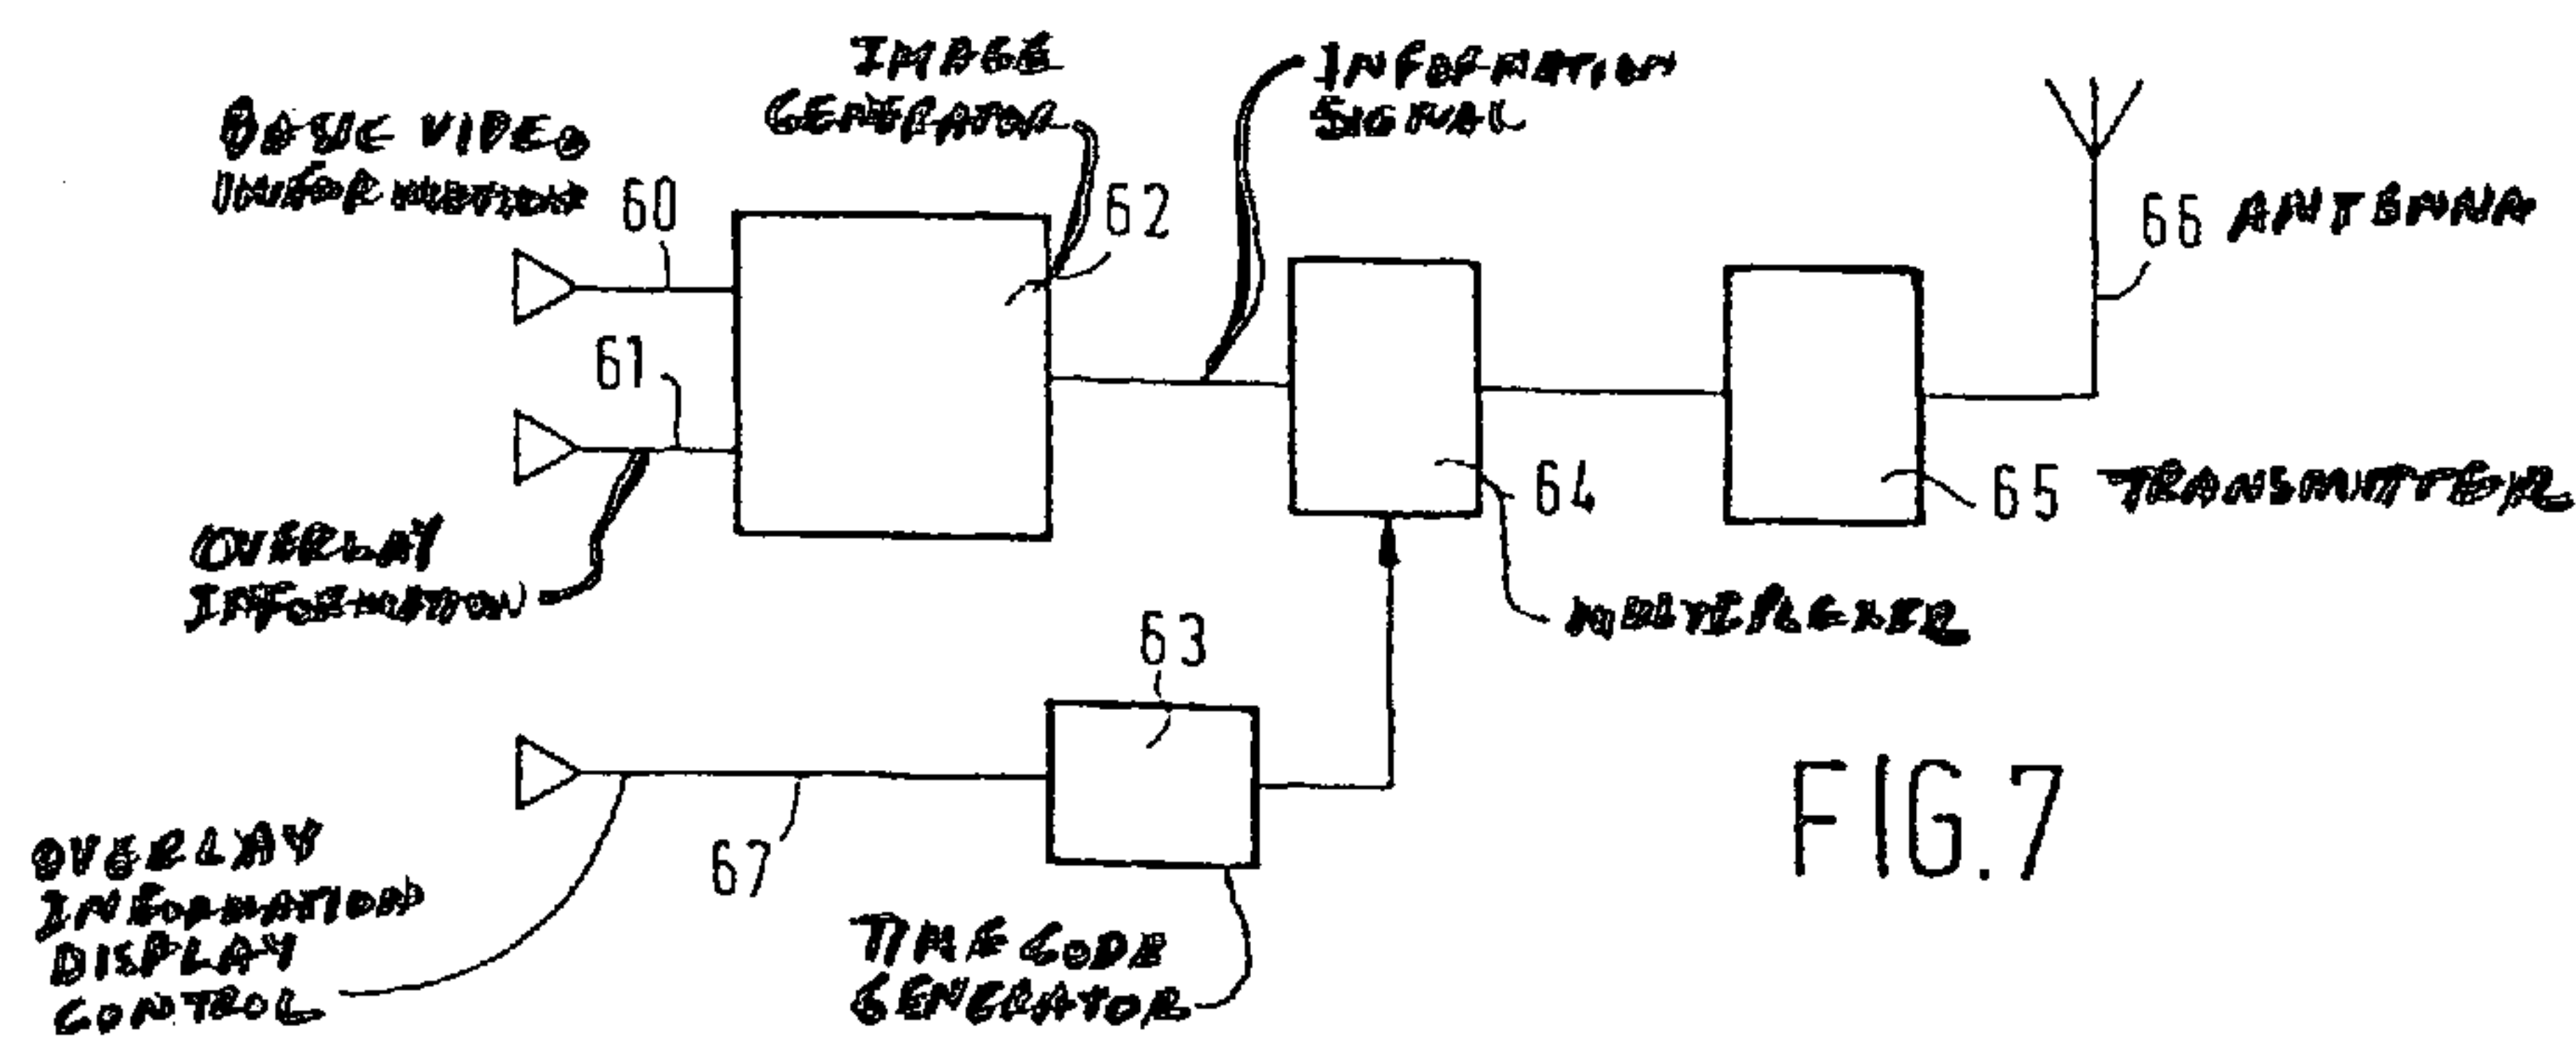 IMAGE
GENERATOR
INFORMATION
SIGNAL
BASIC VIDEO
INFORMATION
60
62
66 ANTENNA
61
64
65 TRANSMITTER
OVERLAY
INFORMATION
MULTIPLEXER
63
67
FIG.7
OVERLAY
INFORMATION
DISPLAY
CONTROL
TIME CODE
GENERATOR